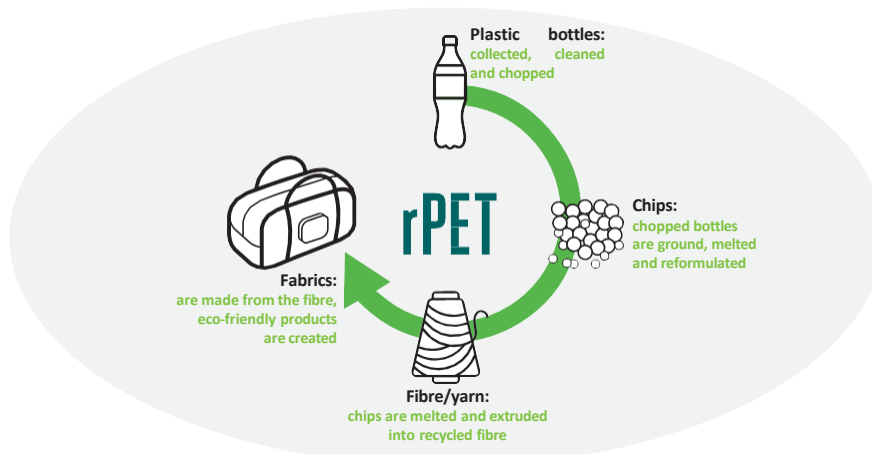 Plastic bottles:
collected, cleaned
and chopped
rPET
Chips:
chopped bottles
are ground, melted
and reformulated
Fabrics:
are made from the fibre,
eco-friendly products
are created
Fibre/yarn:
chips are melted and extruded
into recycled fibre